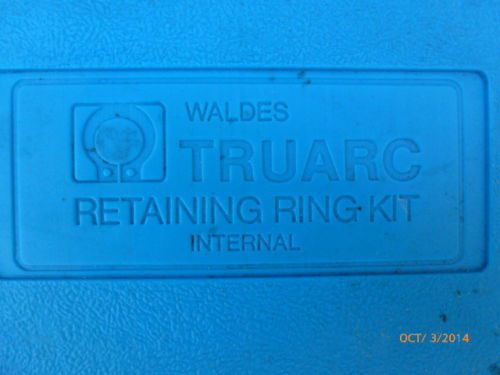 WALDES
TRUARC
RETAINING RING KIT
INTERNAL
OCT/ 3/2014